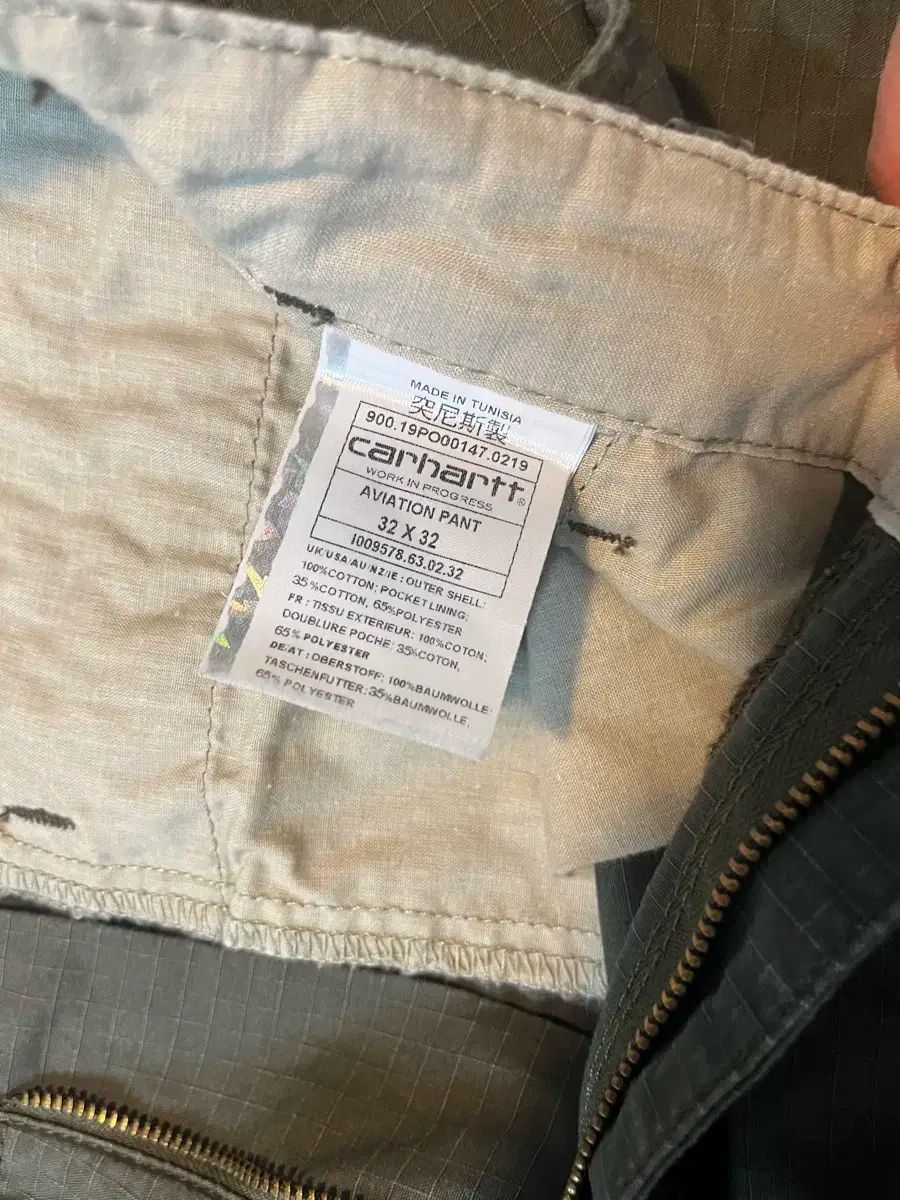 MADE IN TUNISIA
突尼斯製
900.19PO00147.0219
carhartt®
WORK IN PROGRESS
AVIATION PANT
32 X 32
I009578.63.02.32
UK/USA/AU/NZ/IE: OUTER SHELL:
100%COTTON; POCKET LINING:
35%COTTON, 65%POLYESTER
FR: TISSU EXTERIEUR: 100%COTON;
DOUBLURE POCHE: 35%COTON,
65% POLYESTER
DE/AT: OBERSTOFF: 100%BAUMWOLLE;
TASCHENFUTTER: 35%BAUMWOLLE,
65% POLYESTER